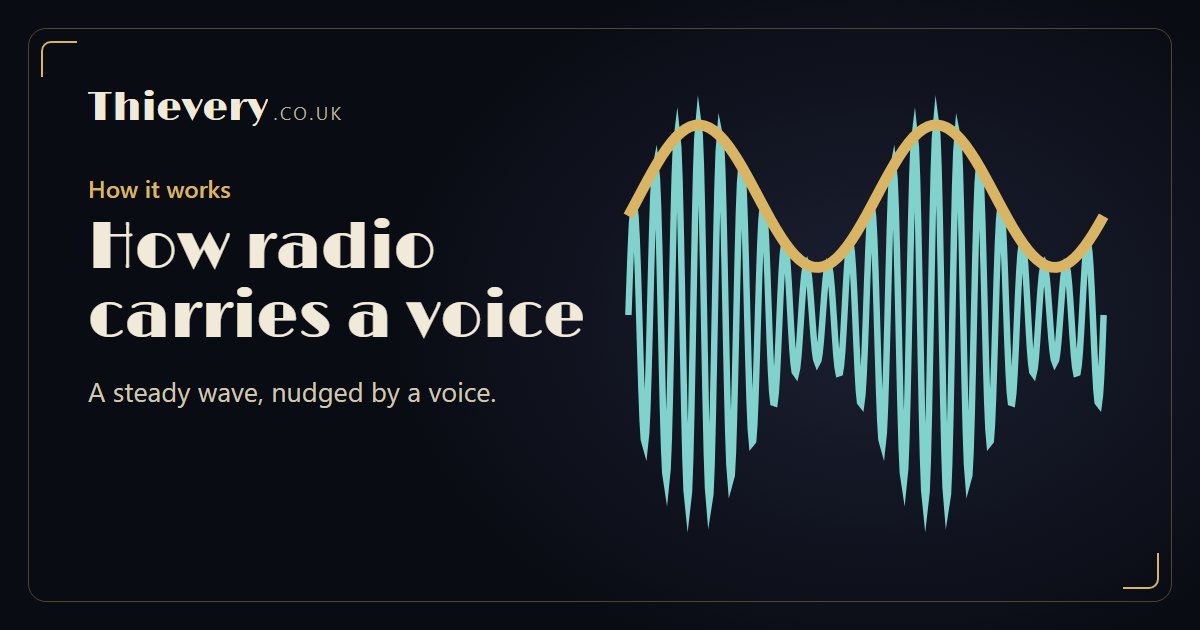 Thievery.CO.UK
How it works
How radio
carries a voice
A steady wave, nudged by a voice.